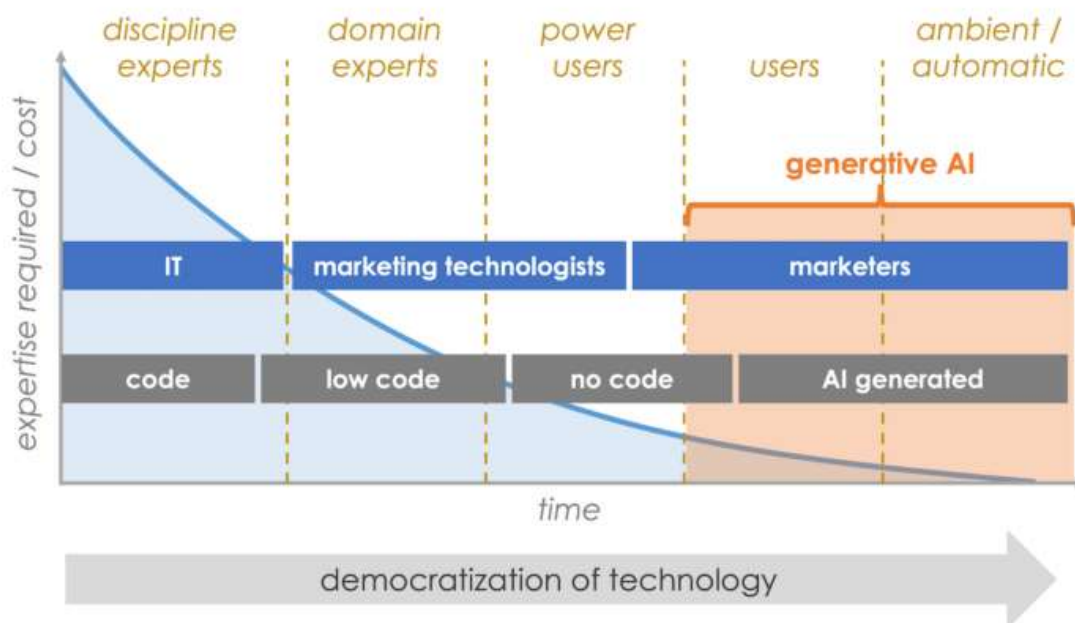 discipline
experts
domain
experts
power
users
users
ambient /
automatic
expertise required / cost
generative AI
IT
marketing technologists
marketers
code
low code
no code
AI generated
time
democratization of technology